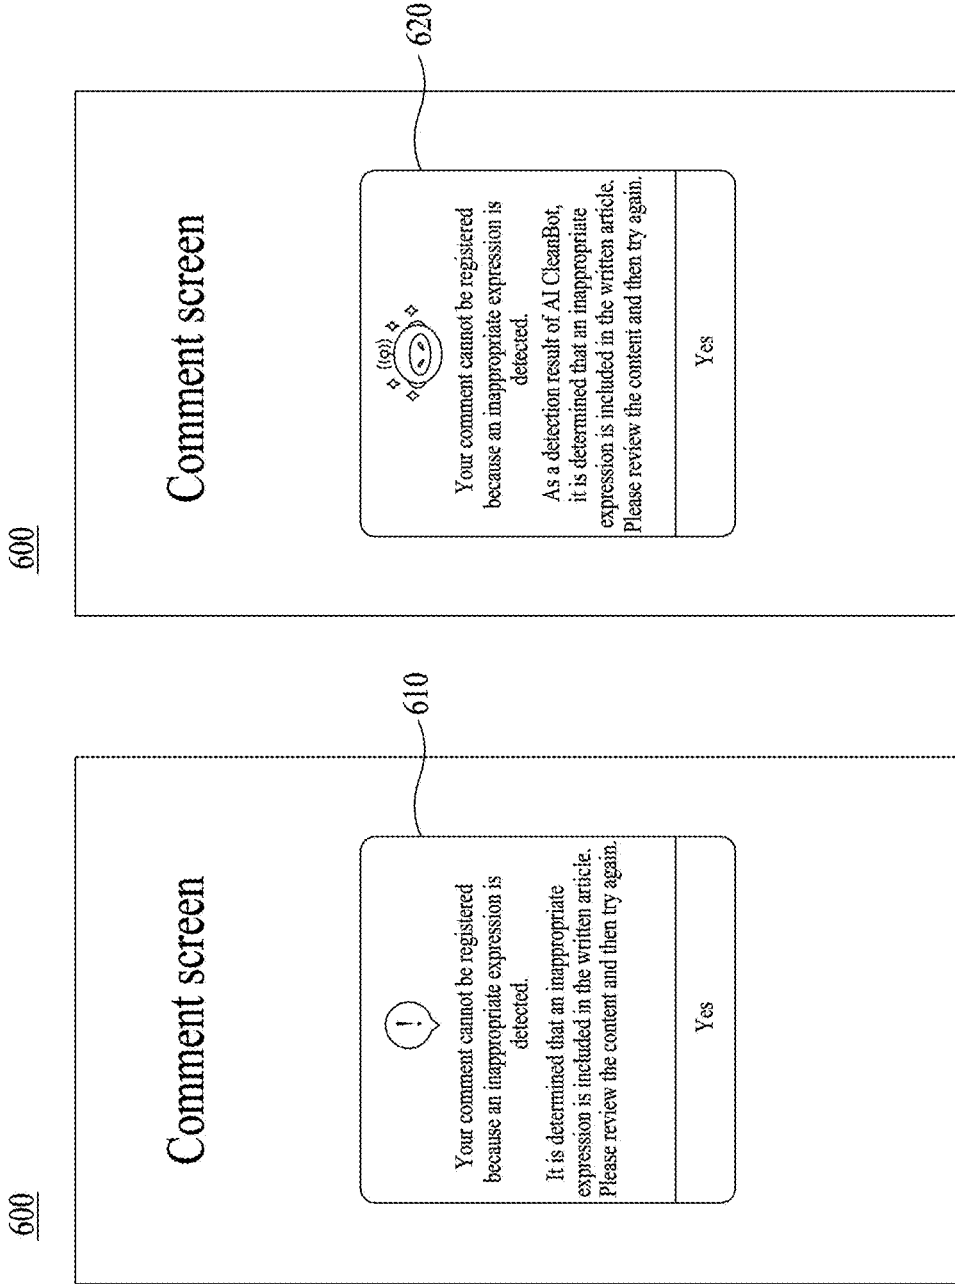 600
Comment screen
!
Your comment cannot be registered
because an inappropriate expression is
detected.
It is determined that an inappropriate
expression is included in the written article.
Please review the content and then try again.
Yes
610
600
Comment screen
Your comment cannot be registered
because an inappropriate expression is
detected.
As a detection result of AI CleanBot,
it is determined that an inappropriate
expression is included in the written article.
Please review the content and then try again.
Yes
620